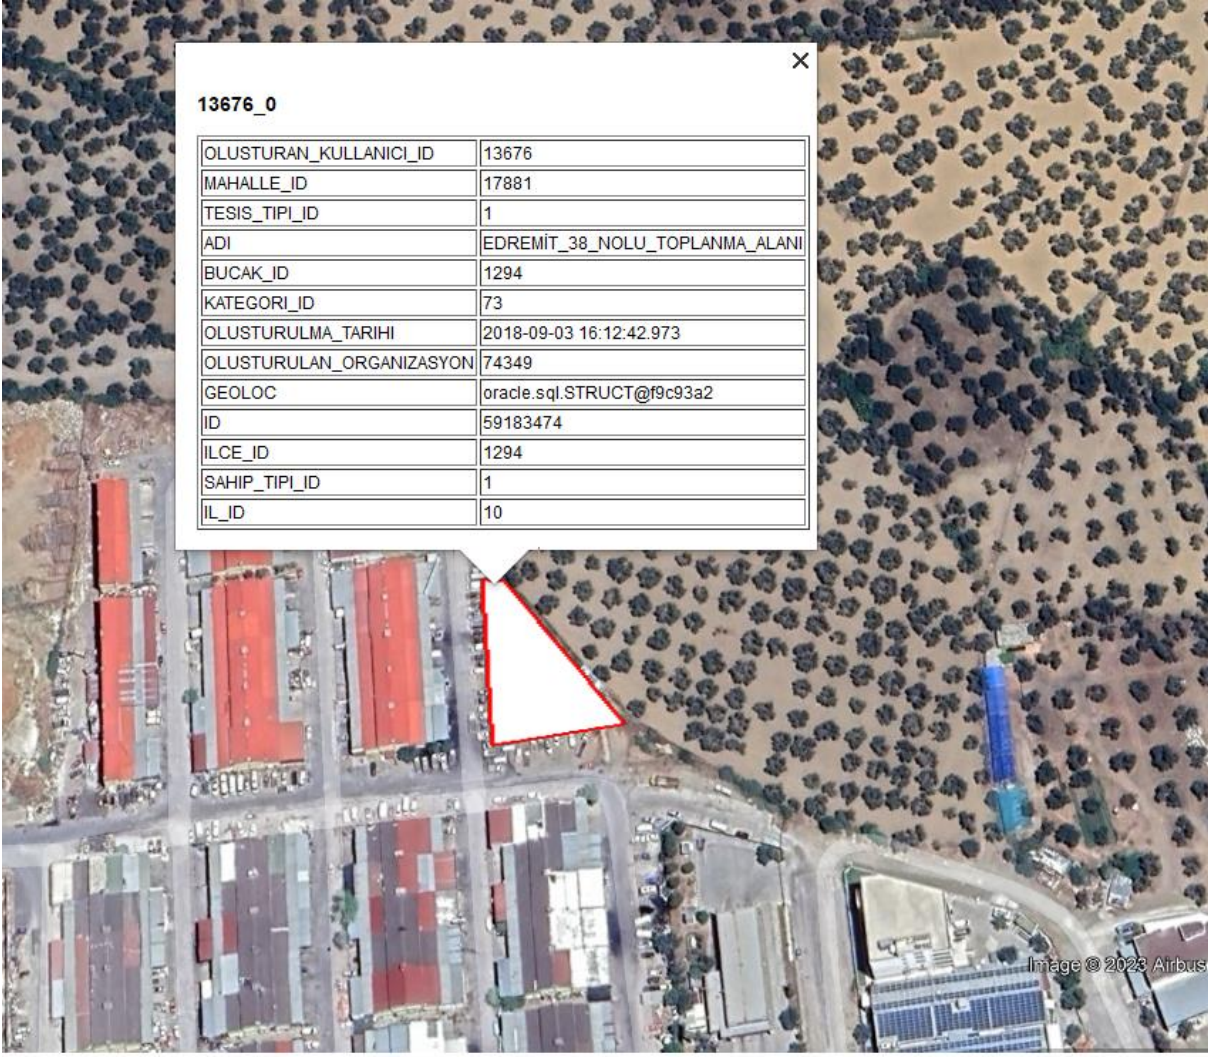 13676_0
OLUSTURAN_KULLANICI_ID 13676
MAHALLE_ID 17881
TESIS_TIPI_ID 1
ADI EDREMİT_38_NOLU_TOPLANMA_ALANI
BUCAK_ID 1294
KATEGORI_ID 73
OLUSTURULMA_TARIHI 2018-09-03 16:12:42.973
OLUSTURULAN_ORGANIZASYON 74349
GEOLOC oracle.sql.STRUCT@f9c93a2
ID 59183474
ILCE_ID 1294
SAHIP_TIPI_ID 1
IL_ID 10
Image © 2023 Airbus